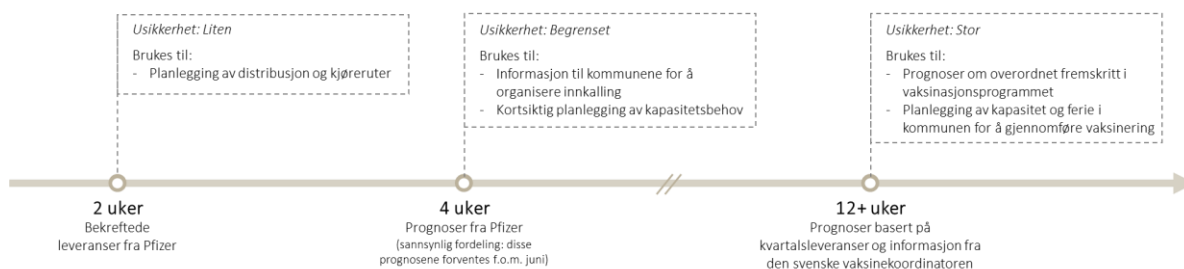 Usikkerhet: Liten
Brukes til:
- Planlegging av distribusjon og kjøreruter
Usikkerhet: Begrenset
Brukes til:
- Informasjon til kommunene for å
organisere innkalling
- Kortsiktig planlegging av kapasitetsbehov
Usikkerhet: Stor
Brukes til:
- Prognoser om overordnet fremskritt i
vaksinasjonsprogrammet
- Planlegging av kapasitet og ferie i
kommunen for å gjennomføre vaksinering
2 uker
Bekreftede
leveranser fra Pfizer
4 uker
Prognoser fra Pfizer
(sannsynlig fordeling: disse
prognosene forventes f.o.m. juni)
12+ uker
Prognoser basert på
kvartalsleveranser og informasjon fra
den svenske vaksinekoordinatoren